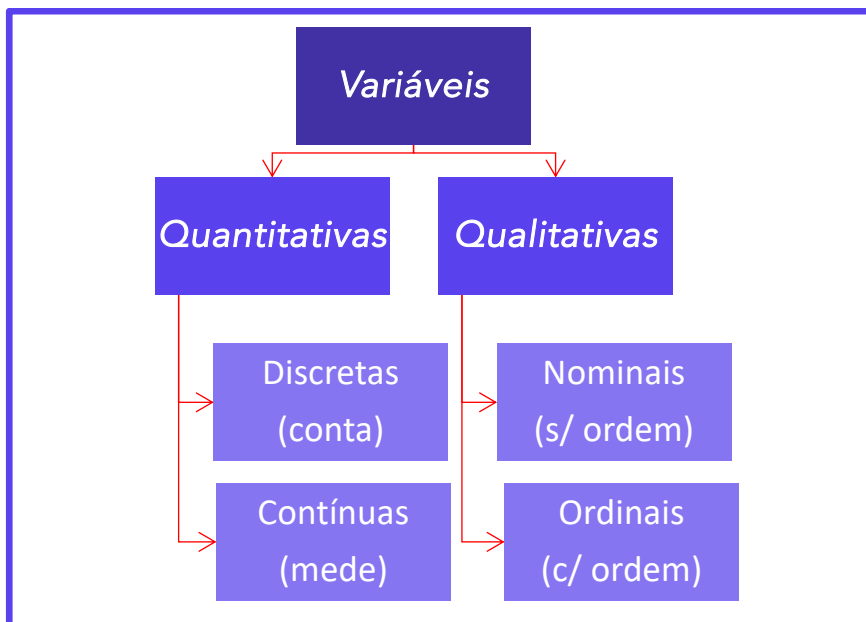 Variáveis
Quantitativas
Qualitativas
Discretas
(conta)
Nominais
(s/ ordem)
Contínuas
(mede)
Ordinais
(c/ ordem)